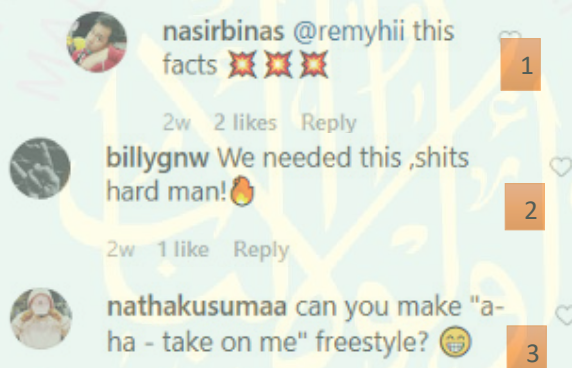 nasirbinas @remyhii this
facts 💥 💥 💥
1
2w 2 likes Reply
billygnw We needed this ,shits
hard man!🔥
2
2w 1 like Reply
nathakusumaa can you make "a-
ha - take on me" freestyle? 😁
3